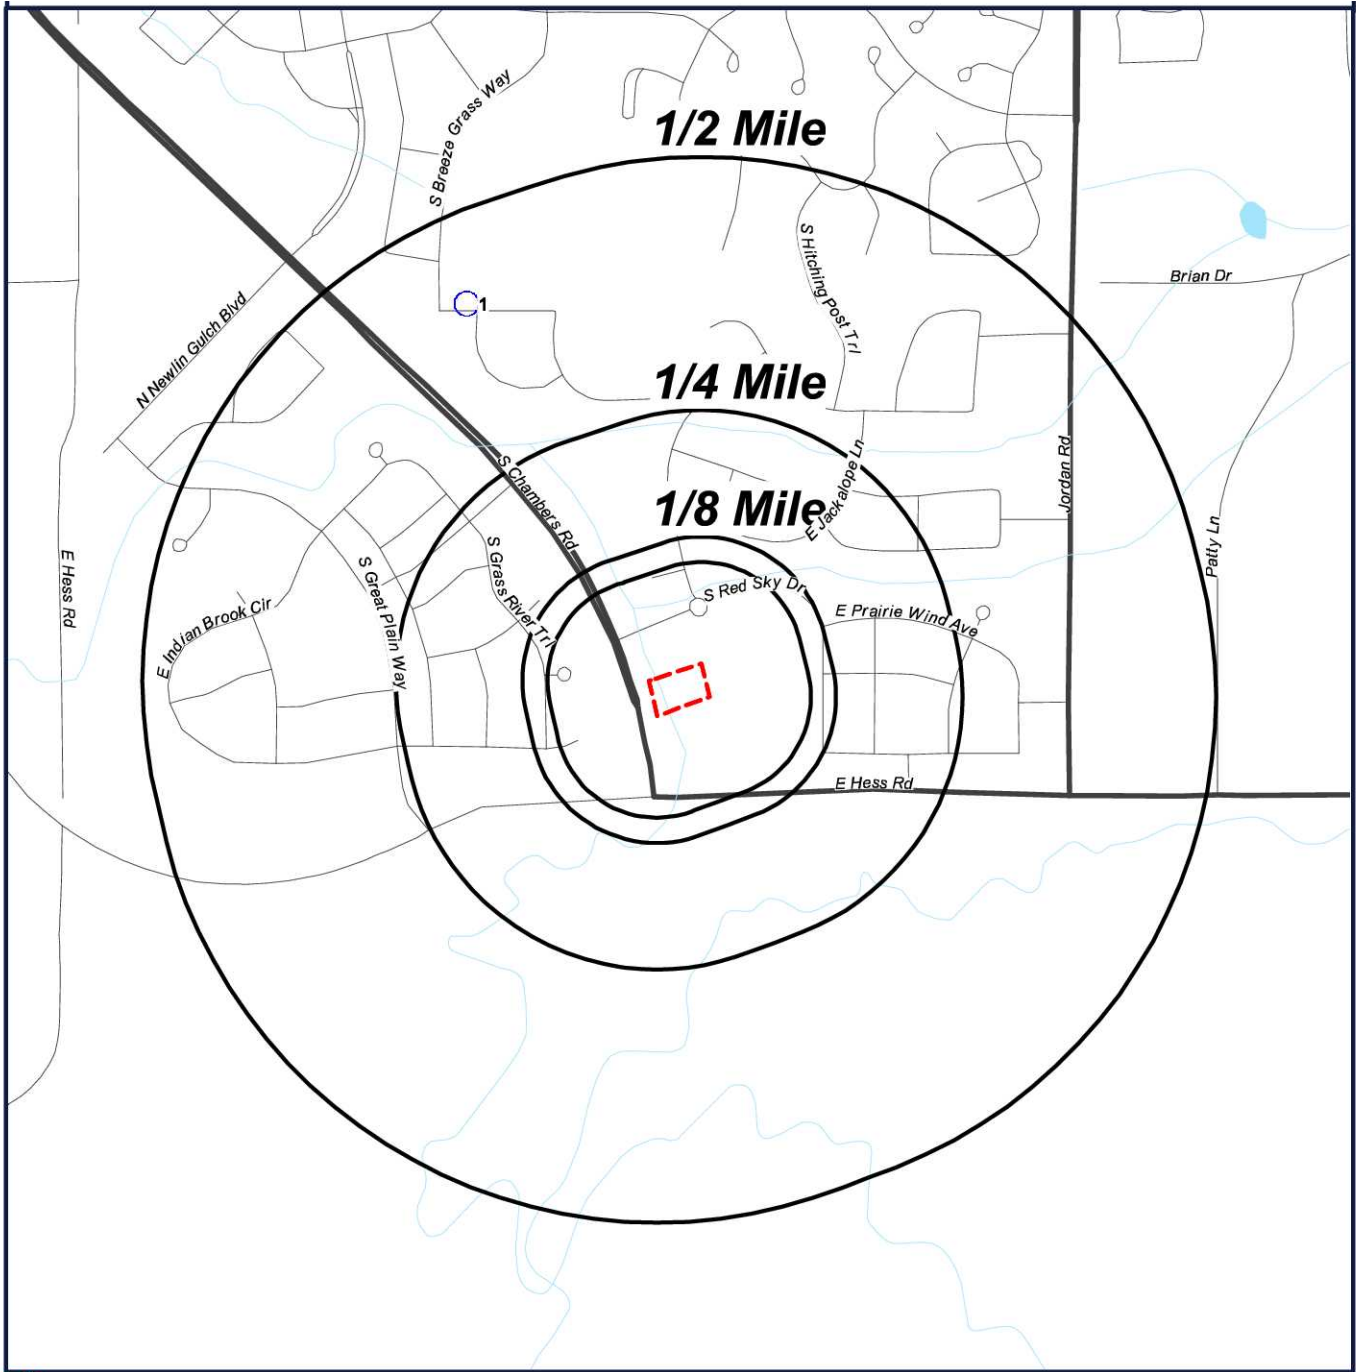 1/2 Mile
S Breeze Grass Way
S Hitching Post Trl
Brian Dr
1
N Newlin Gulch Blvd
1/4 Mile
S Chambers Rd
Jordan Rd
1/8 Mile
E Jackalope Ln
Patty Ln
E Hess Rd
S Great Plain Way
S Grass River Trl
S Red Sky Dr
E Prairie Wind Ave
E Indian Brook Cir
E Hess Rd